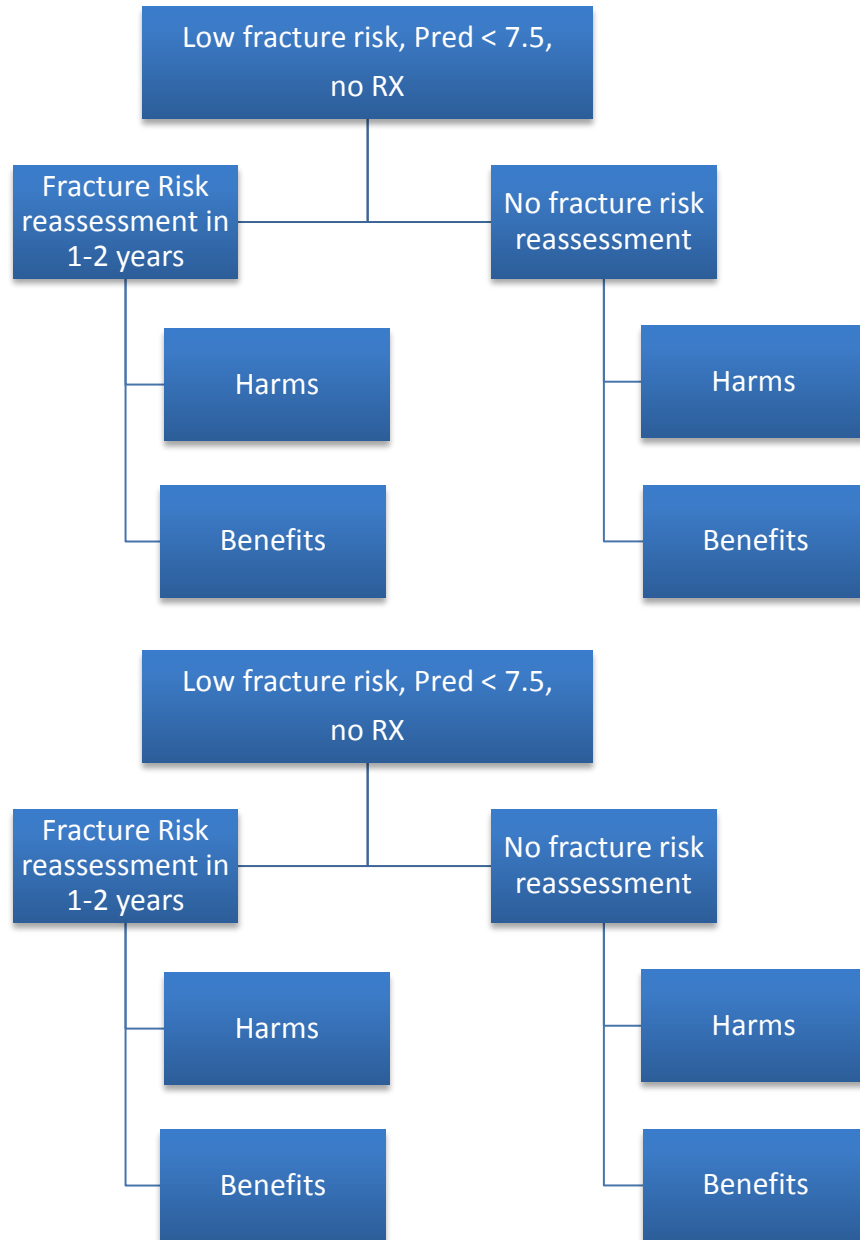 Low fracture risk, Pred < 7.5,
no RX
Fracture Risk
reassessment in
1-2 years
No fracture risk
reassessment
Harms
Harms
Benefits
Benefits
Low fracture risk, Pred < 7.5,
no RX
Fracture Risk
reassessment in
1-2 years
No fracture risk
reassessment
Harms
Harms
Benefits
Benefits